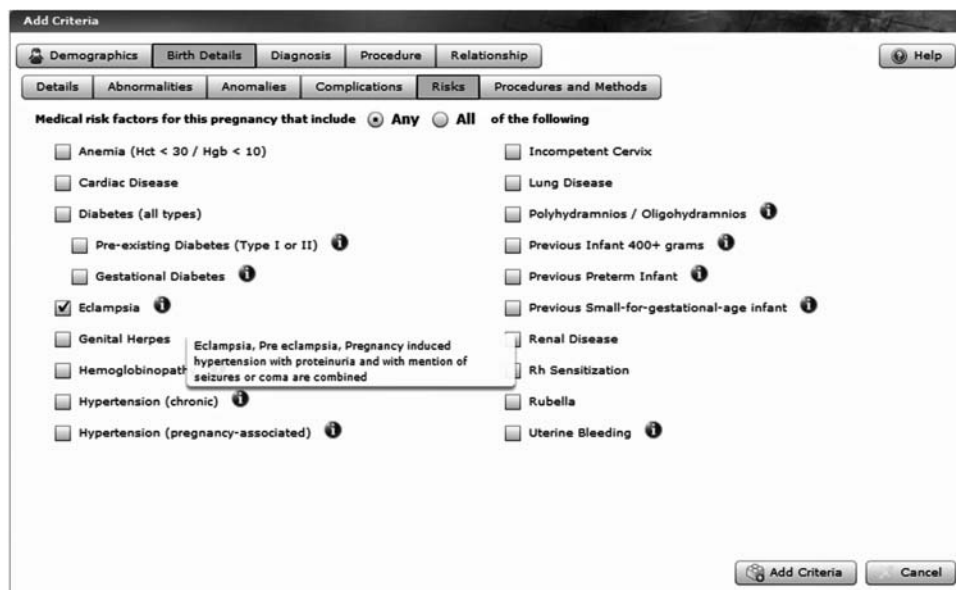 Add Criteria
Demographics Birth Details Diagnosis Procedure Relationship Help
Details Abnormalities Anomalies Complications Risks Procedures and Methods
Medical risk factors for this pregnancy that include Any All of the following
Anemia (Hct < 30 / Hgb < 10)
Cardiac Disease
Diabetes (all types)
Pre-existing Diabetes (Type I or II)
Gestational Diabetes
Eclampsia
Genital Herpes
Hemoglobinopath
Hypertension (chronic)
Hypertension (pregnancy-associated)
Eclampsia, Pre eclampsia, Pregnancy induced
hypertension with proteinuria and with mention of
seizures or coma are combined
Incompetent Cervix
Lung Disease
Polyhydramnios / Oligohydramnios
Previous Infant 400+ grams
Previous Preterm Infant
Previous Small-for-gestational-age infant
Renal Disease
Rh Sensitization
Rubella
Uterine Bleeding
Add Criteria Cancel